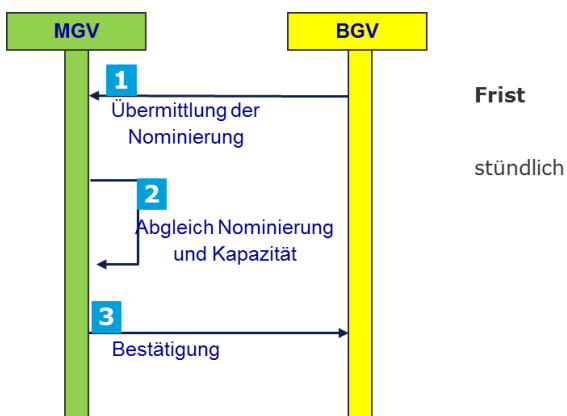 MGV
BGV
1
Übermittlung der
Nominierung
Frist
stündlich
2
Abgleich Nominierung
und Kapazität
3
Bestätigung